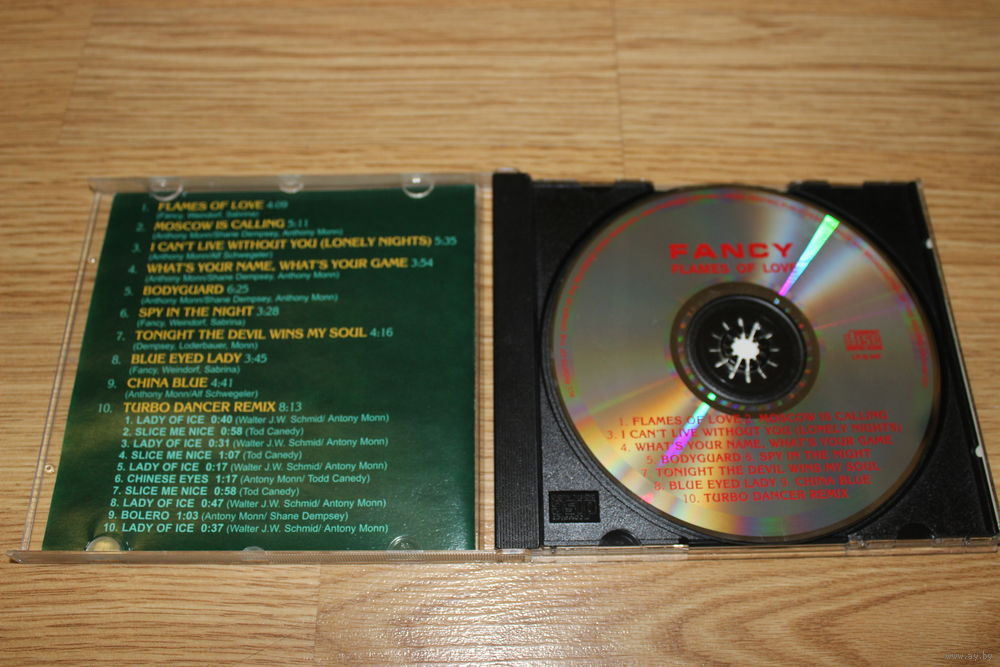 1. FLAMES OF LOVE 4:09
(Fancy, Weindorf, Sabrina)
2. MOSCOW IS CALLING 5:11
(Anthony Monn/Shane Dempsey, Anthony Monn)
3. I CAN'T LIVE WITHOUT YOU (LONELY NIGHTS) 5:35
(Anthony Monn/Alf Schwegeler)
4. WHAT'S YOUR NAME, WHAT'S YOUR GAME 3:54
(Anthony Monn/Shane Dempsey, Anthony Monn)
5. BODYGUARD 6:25
(Anthony Monn/Shane Dempsey, Anthony Monn)
6. SPY IN THE NIGHT 3:28
(Fancy, Weindorf, Sabrina)
7. TONIGHT THE DEVIL WINS MY SOUL 4:16
(Dempsey, Loderbauer, Monn)
8. BLUE EYED LADY 3:45
(Fancy, Weindorf, Sabrina)
9. CHINA BLUE 4:41
(Anthony Monn/Alf Schwegeler)
10. TURBO DANCER REMIX 8:13
1. LADY OF ICE 0:40 (Walter J.W. Schmid/ Antony Monn)
2. SLICE ME NICE 0:58 (Tod Canedy)
3. LADY OF ICE 0:31 (Walter J.W. Schmid/ Antony Monn)
4. SLICE ME NICE 1:07 (Tod Canedy)
5. LADY OF ICE 0:17 (Walter J.W. Schmid/ Antony Monn)
6. CHINESE EYES 1:17 (Antony Monn/ Todd Canedy)
7. SLICE ME NICE 0:58 (Tod Canedy)
8. LADY OF ICE 0:47 (Walter J.W. Schmid/ Antony Monn)
9. BOLERO 1:03 (Antony Monn/ Shane Dempsey)
10. LADY OF ICE 0:37 (Walter J.W. Schmid/ Antony Monn)
FANCY
FLAMES OF LOVE
1. FLAMES OF LOVE 2. MOSCOW IS CALLING
3. I CAN'T LIVE WITHOUT YOU (LONELY NIGHTS)
4. WHAT'S YOUR NAME, WHAT'S YOUR GAME
5. BODYGUARD 6. SPY IN THE NIGHT
7. TONIGHT THE DEVIL WINS MY SOUL
8. BLUE EYED LADY 9. CHINA BLUE
10. TURBO DANCER REMIX
www.ay.by